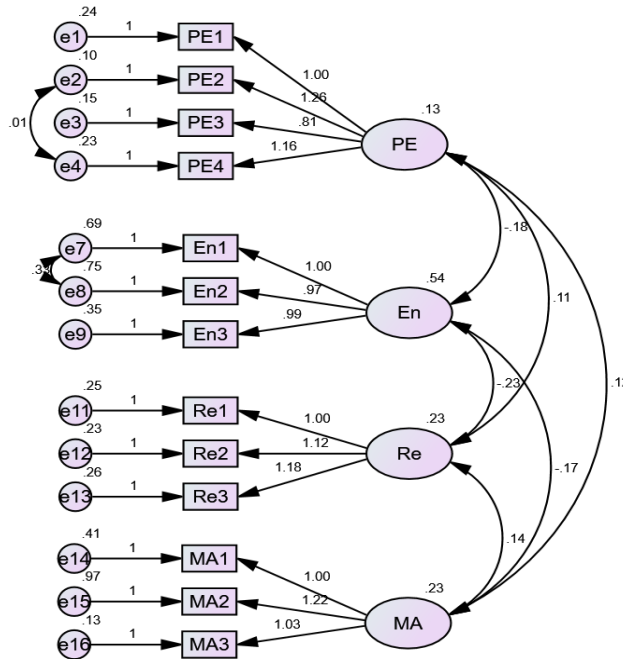 .24
e1 1 PE1
.10
e2 1 PE2 1.00
.15 1.26 .13
.01 e3 1 PE3 .81 PE
.23 1.16
e4 1 PE4
-.18
.69
e7 1 En1 .54
.75 1.00 .11
e8 1 En2 .97 En
.35 .99
e9 1 En3
-.23
.25
e11 1 Re1 .23
.23 1.00
e12 1 Re2 1.12 Re
.26 1.18 -.17
e13 1 Re3
.14
.41
e14 1 MA1 .23
.97 1.00
e15 1 MA2 1.22 MA
.13 1.03
e16 1 MA3